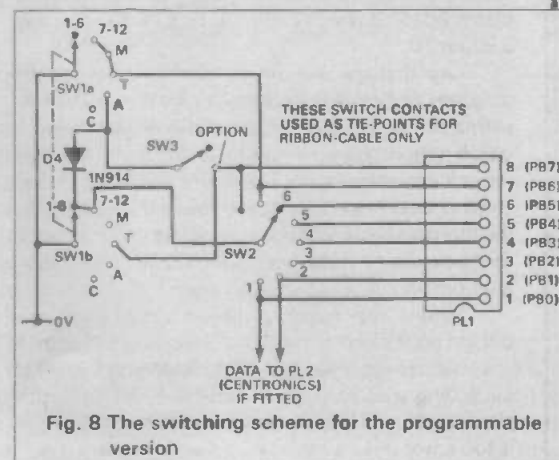 1-6
7-12
M
T
SW1a
A
C
D4
1N914
SW3
OPTION
THESE SWITCH CONTACTS
USED AS TIE-POINTS FOR
RIBBON-CABLE ONLY
1-6
7-12
M
T
SW1b
A
C
0V
SW2
6
5
4
3
2
1
8 (PB7)
7 (PB6)
6 (PB5)
5 (PB4)
4 (PB3)
3 (PB2)
2 (PB1)
1 (PB0)
PL1
DATA TO PL2
(CENTRONICS)
IF FITTED
Fig. 8 The switching scheme for the programmable
version